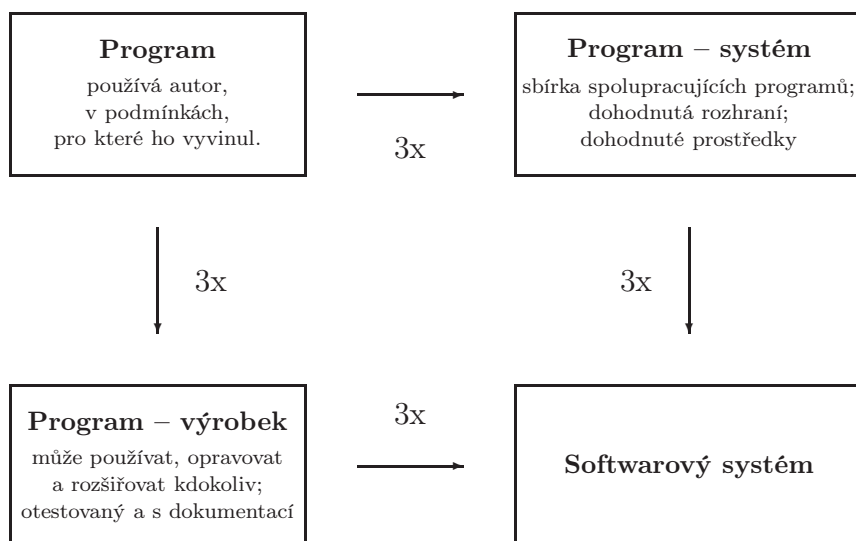 Program
používá autor,
v podmínkách,
pro které ho vyvinul.
3x
Program – systém
sbírka spolupracujících programů;
dohodnutá rozhraní;
dohodnuté prostředky
3x
3x
Program – výrobek
může používat, opravovat
a rozšiřovat kdokoliv;
otestovaný a s dokumentací
3x
Softwarový systém